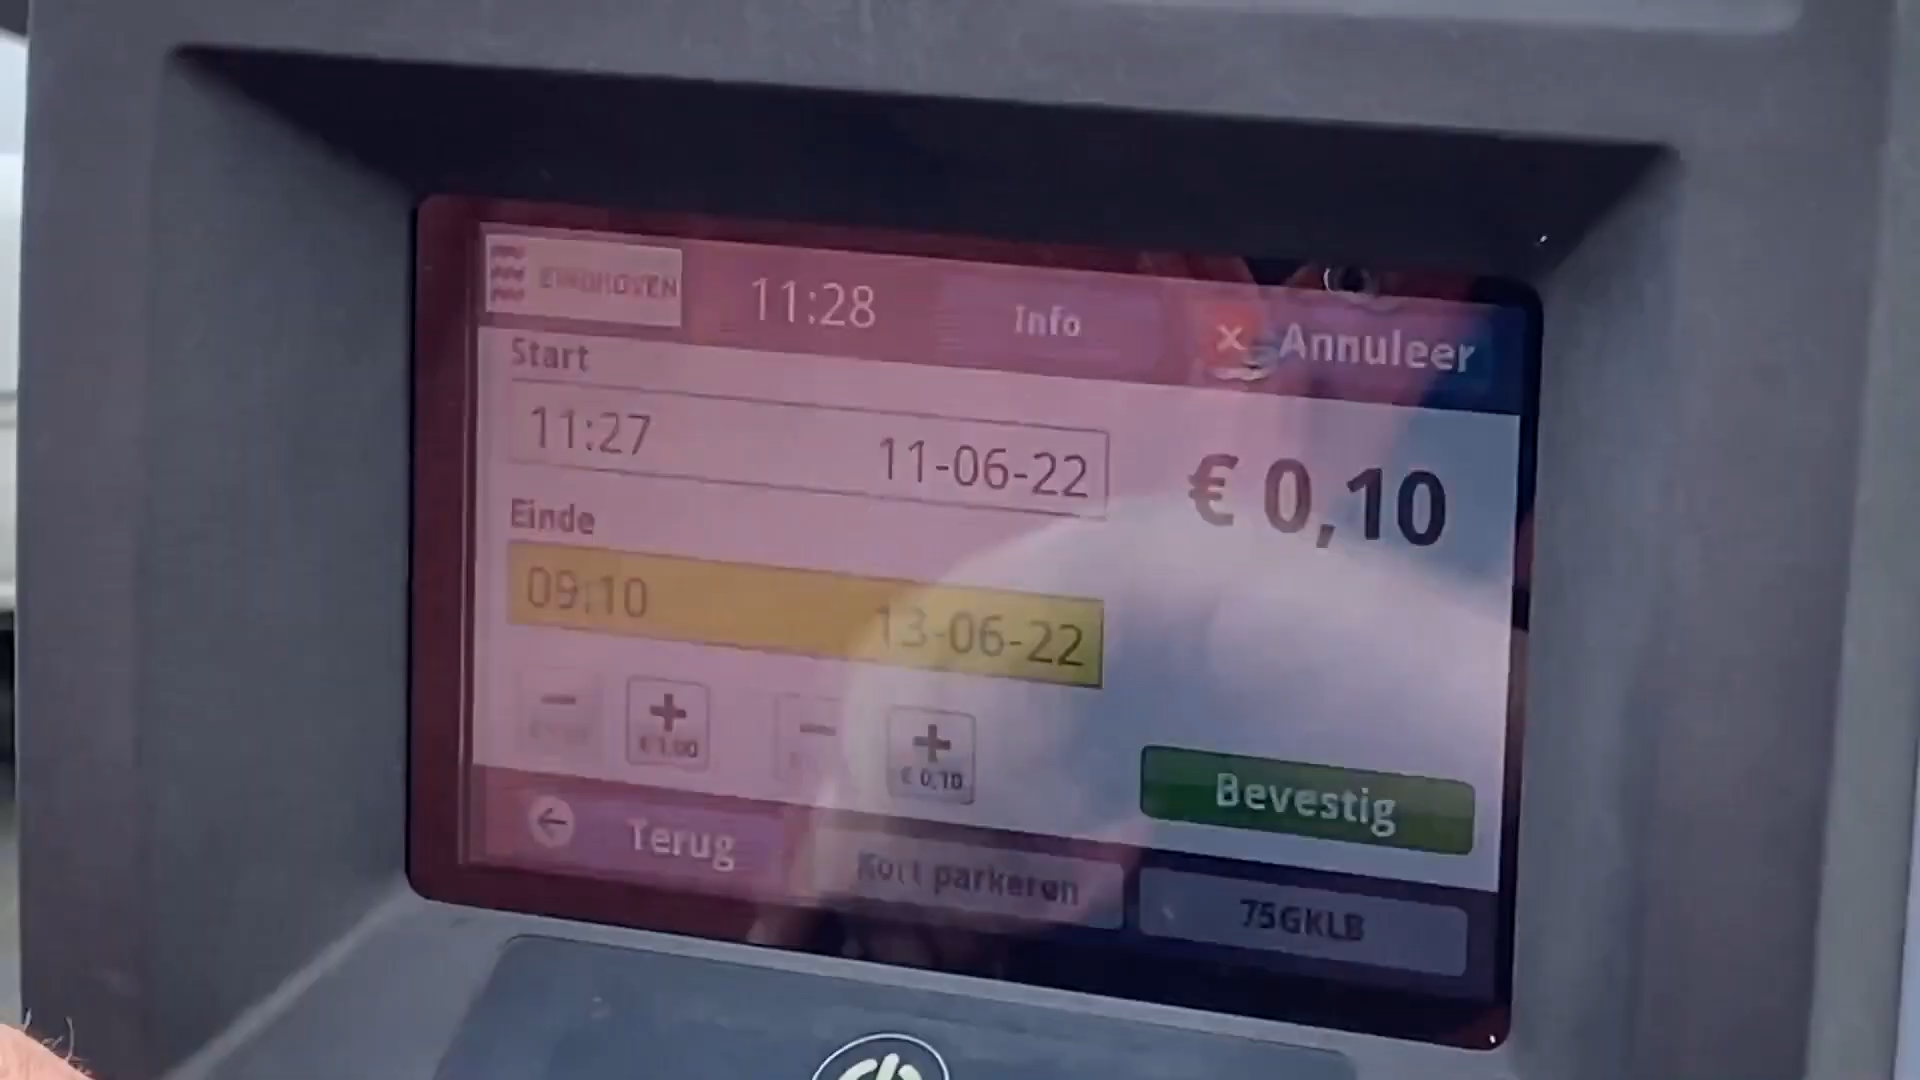 EINDHOVEN
11:28
Info
Annuleer
Start
11:27 11-06-22
€ 0,10
Einde
09:10 13-06-22
− + − +
€ 1,00 € 0,10
Bevestig
Terug
Kort parkeren
75GKLB